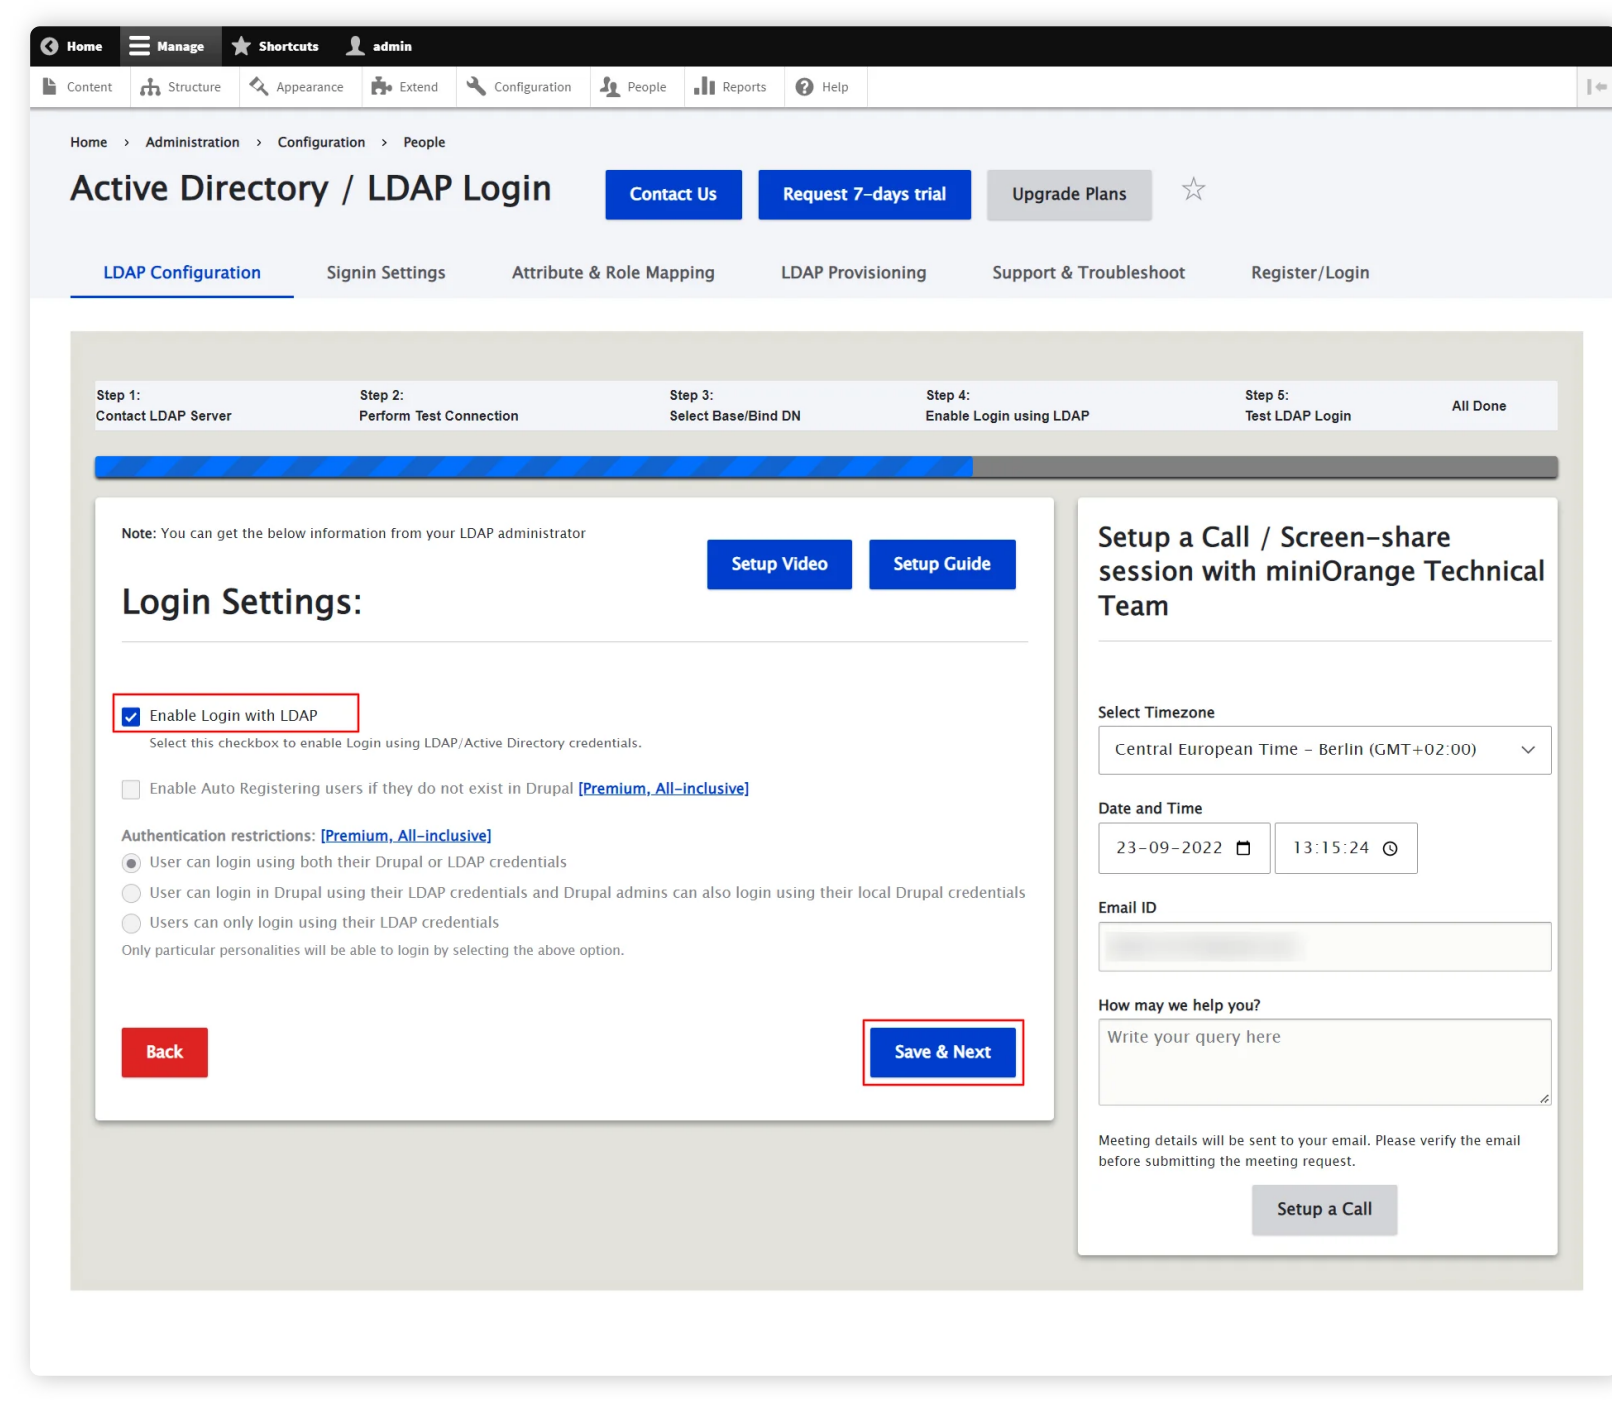 Home Manage Shortcuts admin
Content Structure Appearance Extend Configuration People Reports Help
Home › Administration › Configuration › People
Active Directory / LDAP Login
Contact Us Request 7-days trial Upgrade Plans
LDAP Configuration Signin Settings Attribute & Role Mapping LDAP Provisioning Support & Troubleshoot Register/Login
Step 1:
Contact LDAP Server
Step 2:
Perform Test Connection
Step 3:
Select Base/Bind DN
Step 4:
Enable Login using LDAP
Step 5:
Test LDAP Login
All Done
Note: You can get the below information from your LDAP administrator
Setup Video Setup Guide
Login Settings:
Enable Login with LDAP
Select this checkbox to enable Login using LDAP/Active Directory credentials.
Enable Auto Registering users if they do not exist in Drupal [Premium, All-inclusive]
Authentication restrictions: [Premium, All-inclusive]
User can login using both their Drupal or LDAP credentials
User can login in Drupal using their LDAP credentials and Drupal admins can also login using their local Drupal credentials
Users can only login using their LDAP credentials
Only particular personalities will be able to login by selecting the above option.
Back
Save & Next
Setup a Call / Screen-share
session with miniOrange Technical
Team
Select Timezone
Central European Time - Berlin (GMT+02:00)
Date and Time
23-09-2022 13:15:24
Email ID
How may we help you?
Write your query here
Meeting details will be sent to your email. Please verify the email
before submitting the meeting request.
Setup a Call